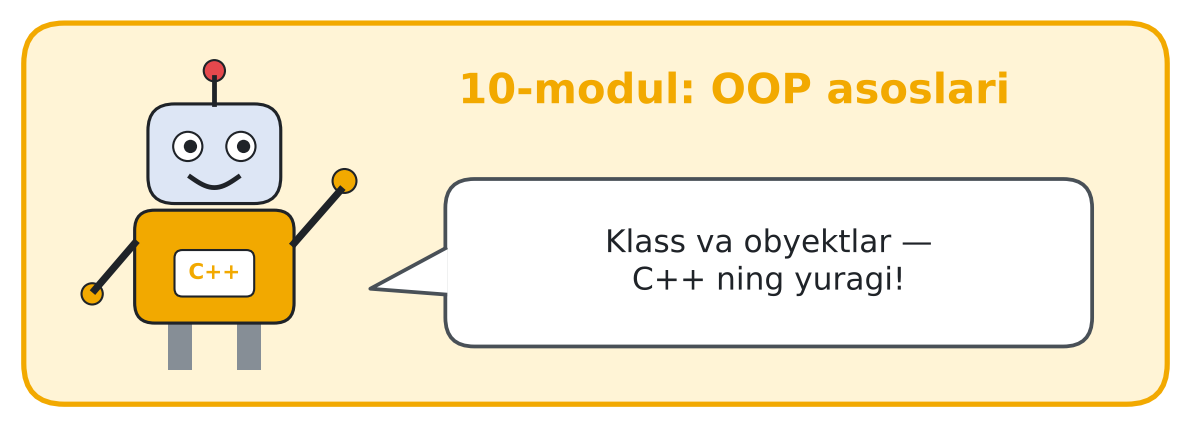 10-modul: OOP asoslari
Klass va obyektlar —
C++ ning yuragi!
C++